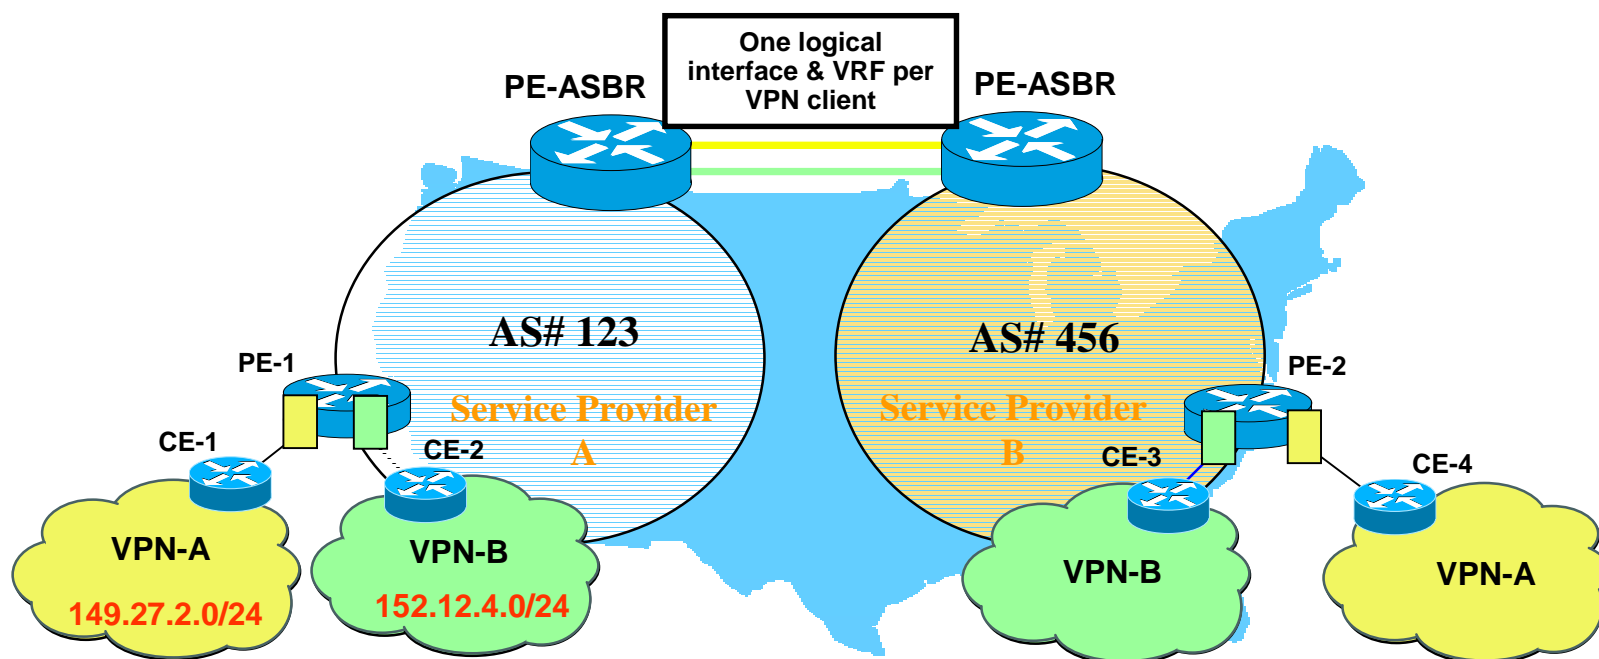 One logical
interface & VRF per
VPN client
PE-ASBR
PE-ASBR
AS# 123
AS# 456
PE-1
PE-2
Service Provider
A
Service Provider
B
CE-1
CE-2
CE-3
CE-4
VPN-A
149.27.2.0/24
VPN-B
152.12.4.0/24
VPN-B
VPN-A